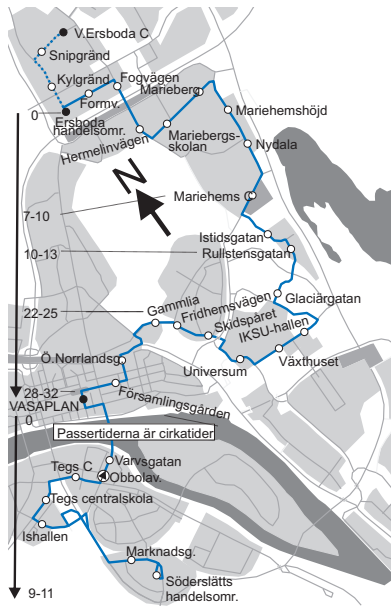 V.Ersboda C
Snipgränd
Kylgränd
Fogvägen
Marieberg
Formv.
0
Ersboda
handelsomr.
Mariehemshöjd
Hermelinvägen
Mariebergs-
skolan
Nydala
N
7-10
Mariehems C
Istidsgatan
10-13
Rullstensgatan
Glaciärgatan
22-25
Gammlia
Fridhemsvägen
Skidspåret
IKSU-hallen
Ö.Norrlandsg.
Universum
Växthuset
28-32
VASAPLAN
Församlingsgården
0
Passertiderna är cirkatider
Tegs C
Varvsgatan
Obbolav.
Tegs centralskola
Ishallen
Marknadsg.
Söderslätts
handelsomr.
9-11